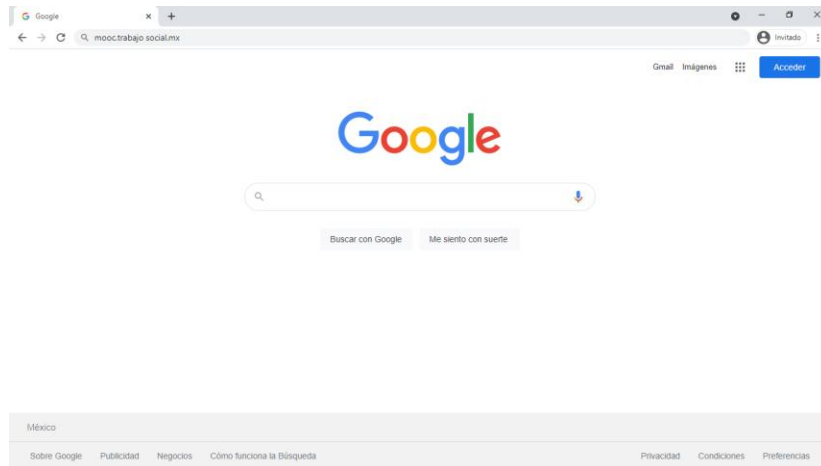 Google
mooc.trabajo social.mx
Invitado
Gmail Imágenes
Acceder
Google
Buscar con Google Me siento con suerte
México
Sobre Google Publicidad Negocios Cómo funciona la Búsqueda Privacidad Condiciones Preferencias